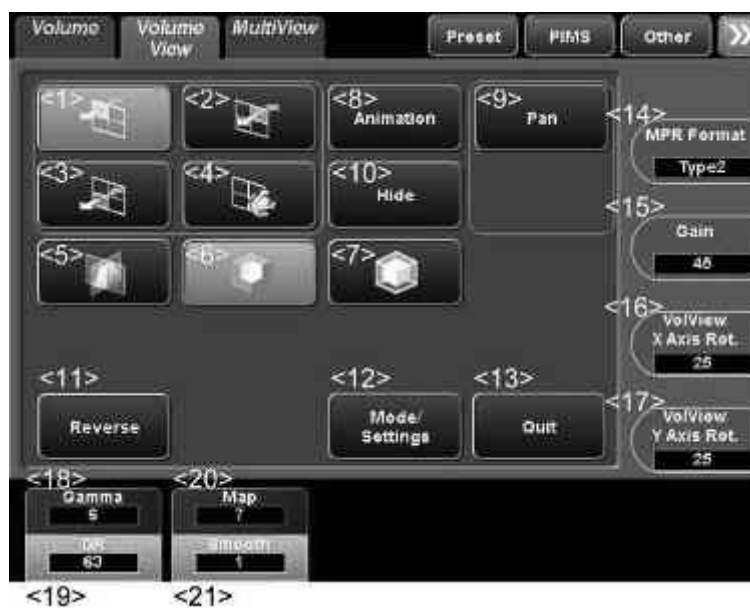 Volume
Volume View
MultiView
Preset
PIMS
Other
<1>
<2>
<8>
Animation
<9>
Pan
<14>
MPR Format
Type2
<3>
<4>
<10>
Hide
<15>
Gain
48
<5>
<6>
<7>
<16>
VolView
X Axis Rot.
25
<11>
Reverse
<12>
Mode/
Settings
<13>
Quit
<17>
VolView
Y Axis Rot.
25
<18>
Gamma
<20>
Map
7
DR
63
Smooth
1
<19>
<21>